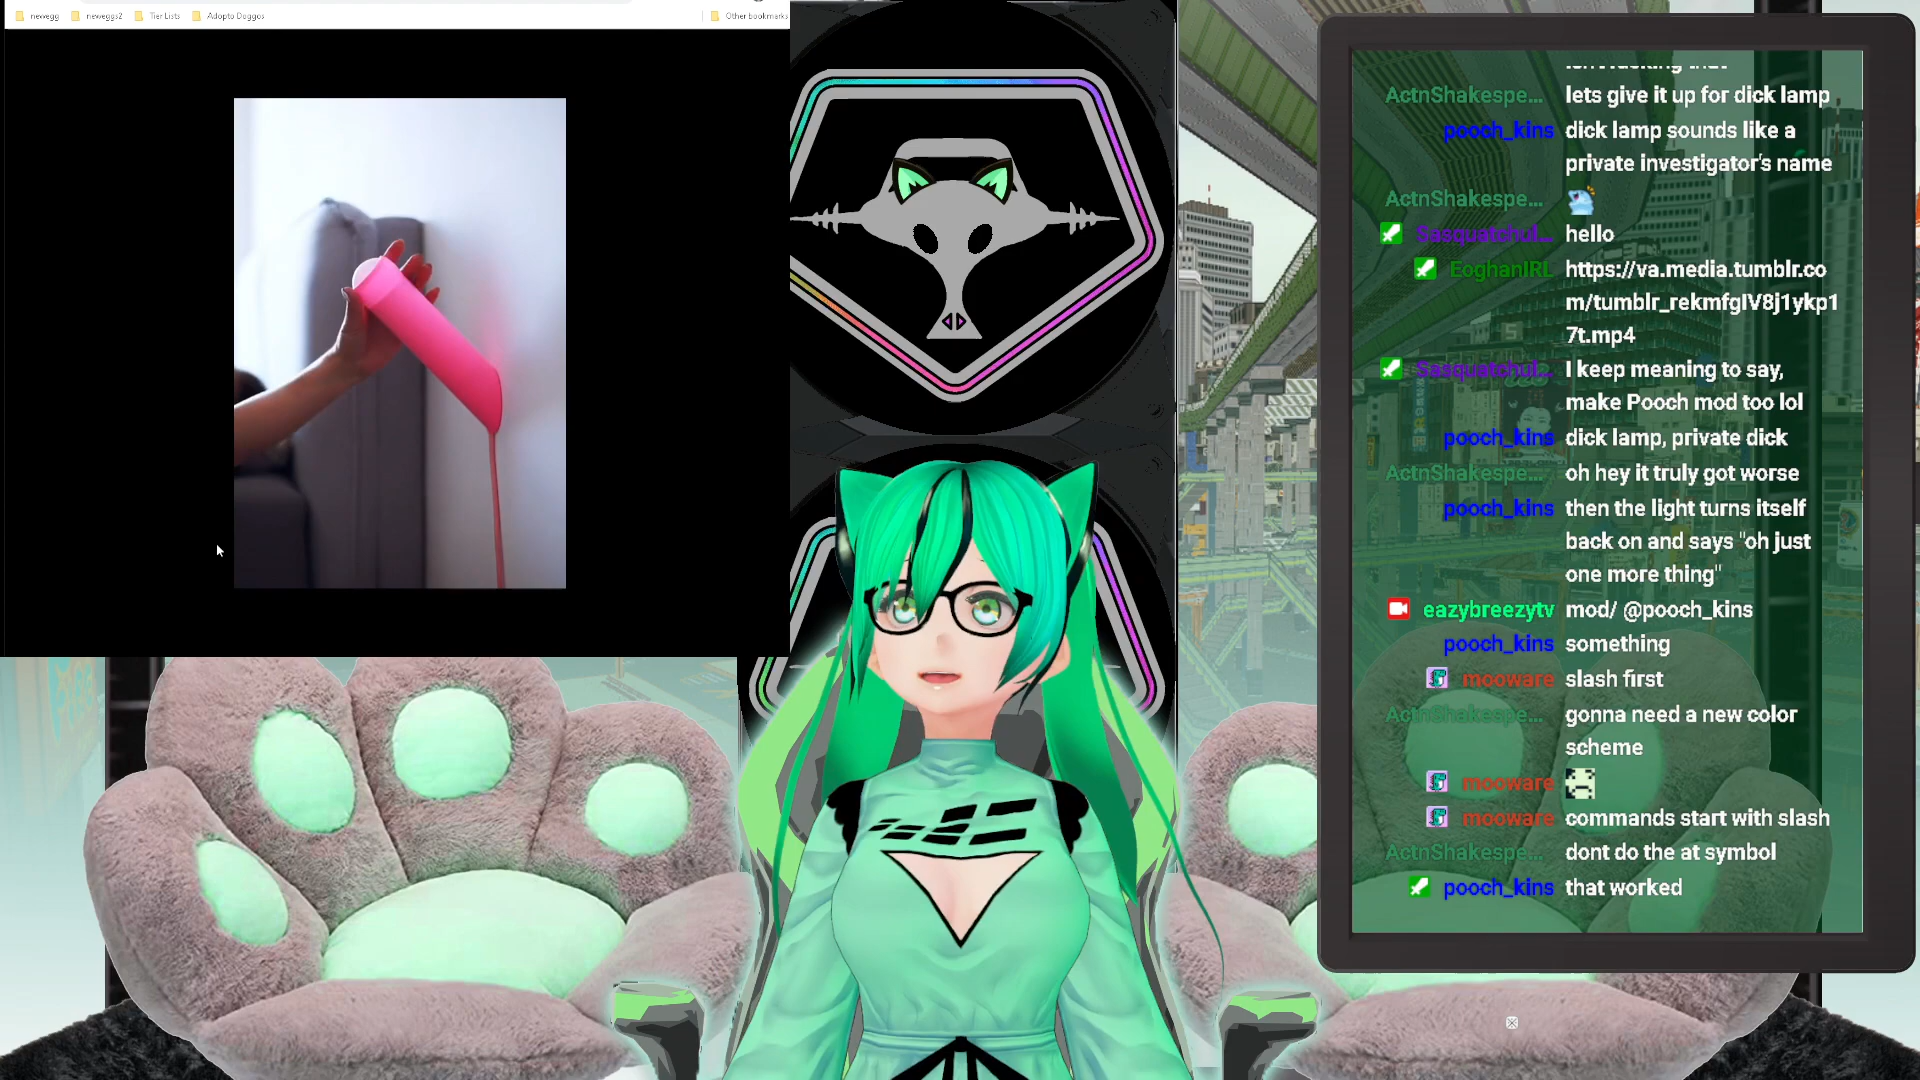 newegg
neweggs2
Tier Lists
Adopto Doggos
Other bookmarks
ActnShakespe... lets give it up for dick lamp
pooch_kins dick lamp sounds like a
private investigator's name
ActnShakespe...
Sasquatchul... hello
EoghanIRL https://va.media.tumblr.co
m/tumblr_rekmfgIV8j1ykp1
7t.mp4
Sasquatchul... I keep meaning to say,
make Pooch mod too lol
pooch_kins dick lamp, private dick
ActnShakespe... oh hey it truly got worse
pooch_kins then the light turns itself
back on and says "oh just
one more thing"
eazybreezytv mod/ @pooch_kins
pooch_kins something
mooware slash first
ActnShakespe... gonna need a new color
scheme
mooware
mooware commands start with slash
ActnShakespe... dont do the at symbol
pooch_kins that worked